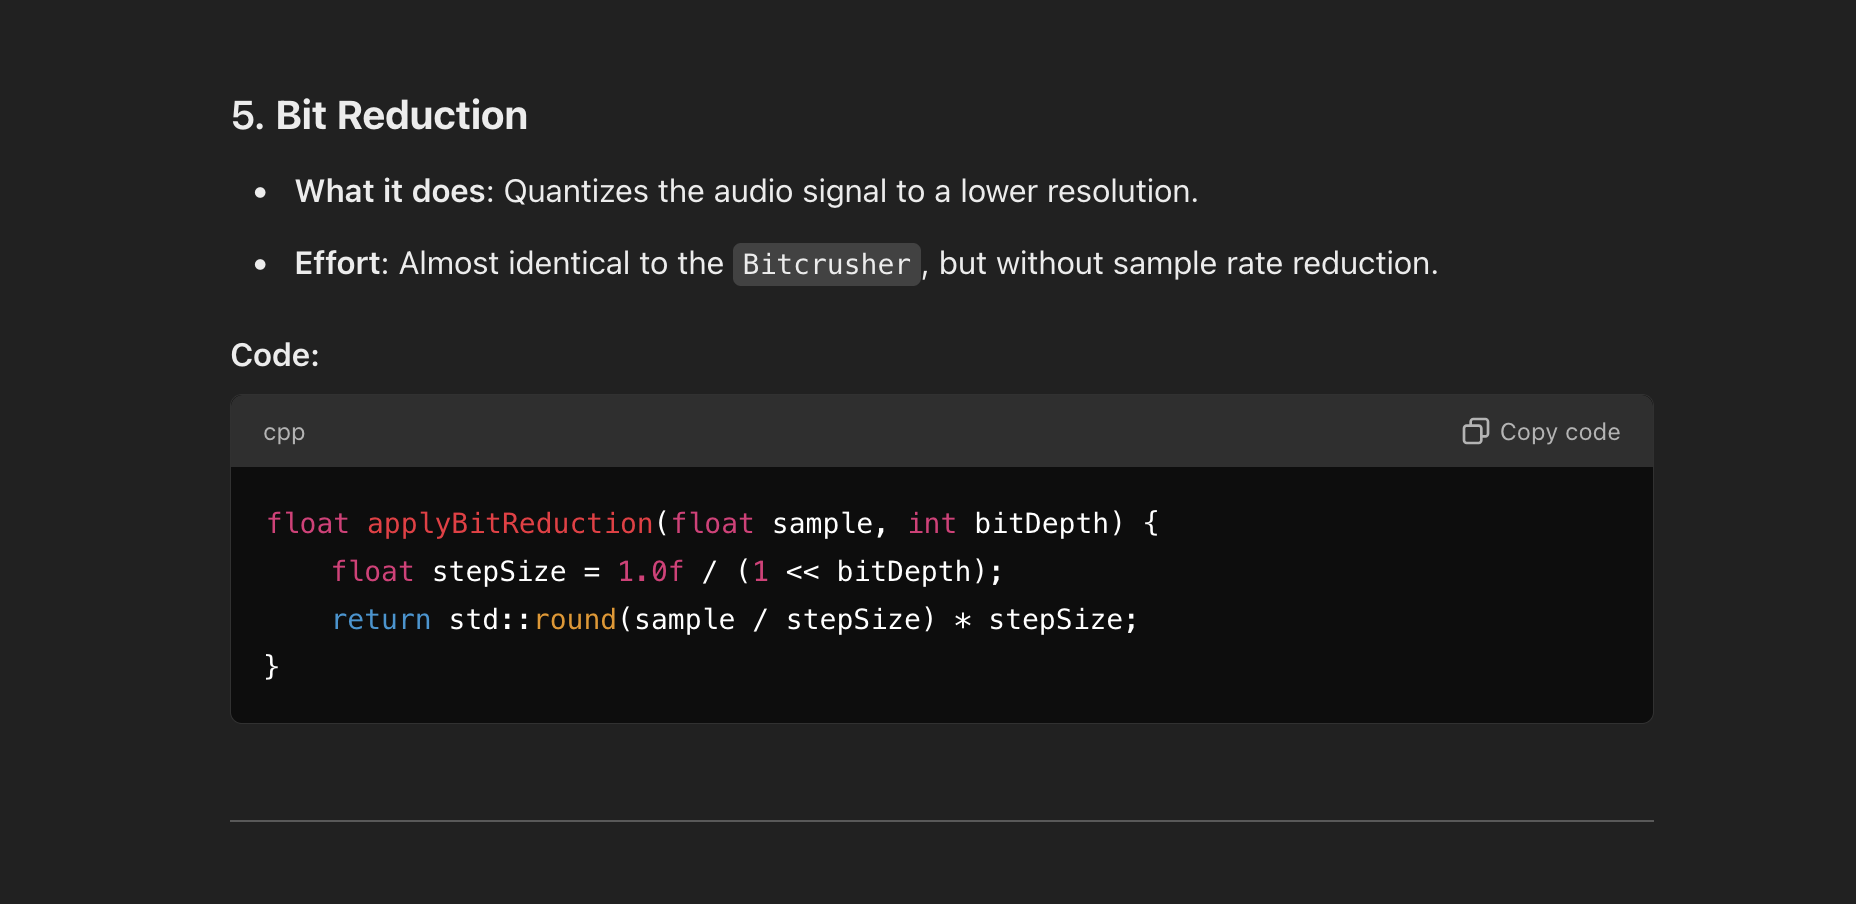 5. Bit Reduction
• What it does: Quantizes the audio signal to a lower resolution.
• Effort: Almost identical to the Bitcrusher, but without sample rate reduction.
Code:
cpp
Copy code
float applyBitReduction(float sample, int bitDepth) {
    float stepSize = 1.0f / (1 << bitDepth);
    return std::round(sample / stepSize) * stepSize;
}